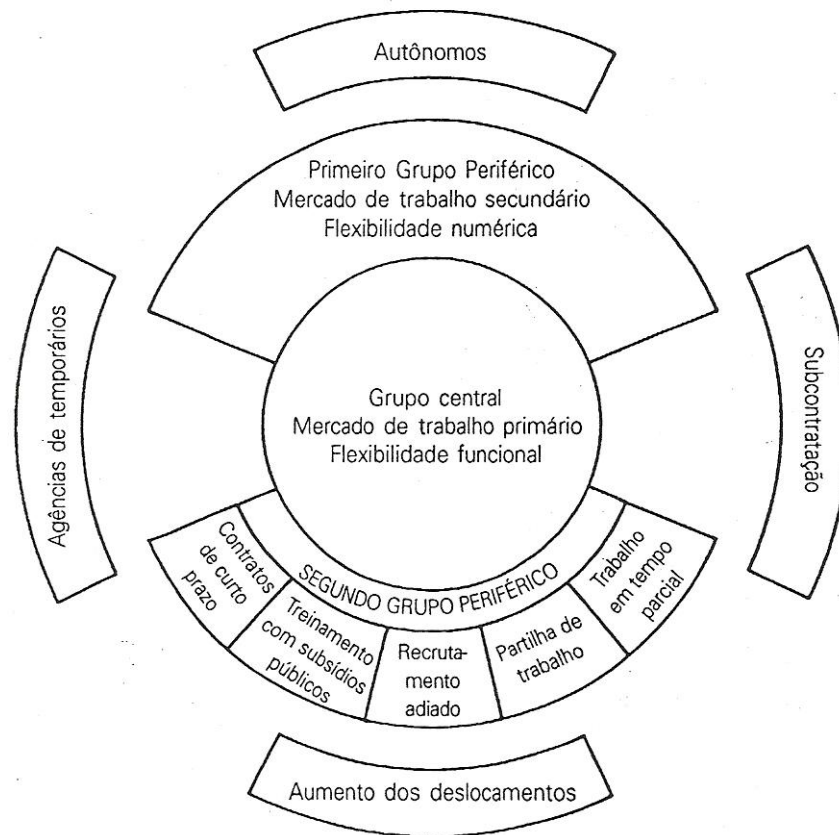 Autônomos
Primeiro Grupo Periférico
Mercado de trabalho secundário
Flexibilidade numérica
Agências de temporários
Subcontratação
Grupo central
Mercado de trabalho primário
Flexibilidade funcional
SEGUNDO GRUPO PERIFÉRICO
Contratos
de curto
prazo
Treinamento
com subsídios
públicos
Recruta-
mento
adiado
Partilha de
trabalho
Trabalho
em tempo
parcial
Aumento dos deslocamentos